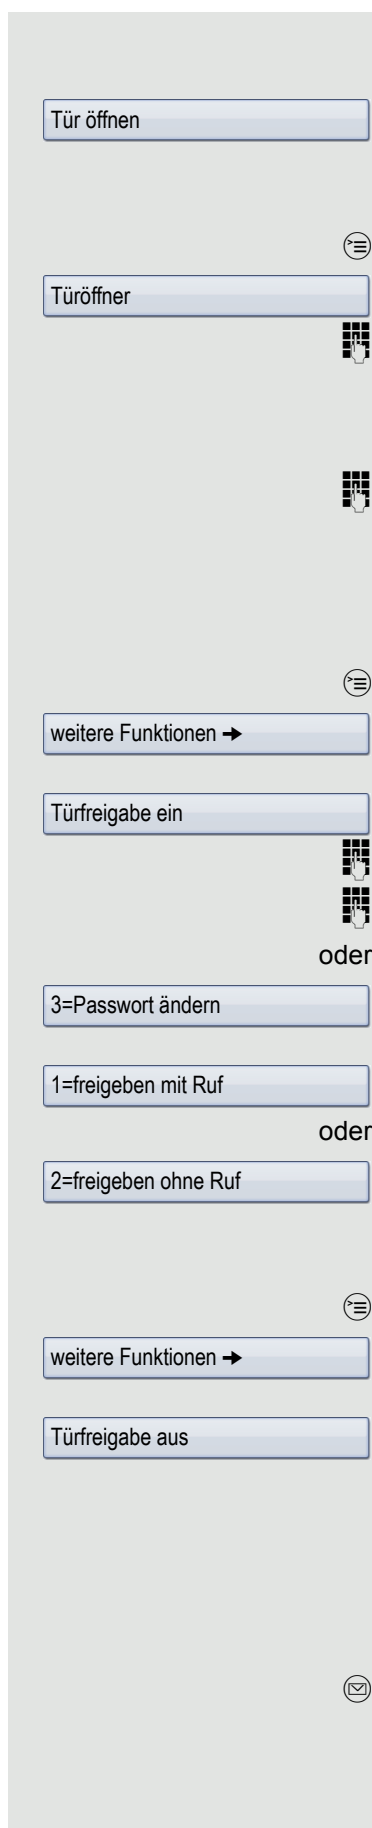 Tür öffnen
Türöffner
weitere Funktionen →
Türfreigabe ein
oder
3=Passwort ändern
1=freigeben mit Ruf
oder
2=freigeben ohne Ruf
weitere Funktionen →
Türfreigabe aus